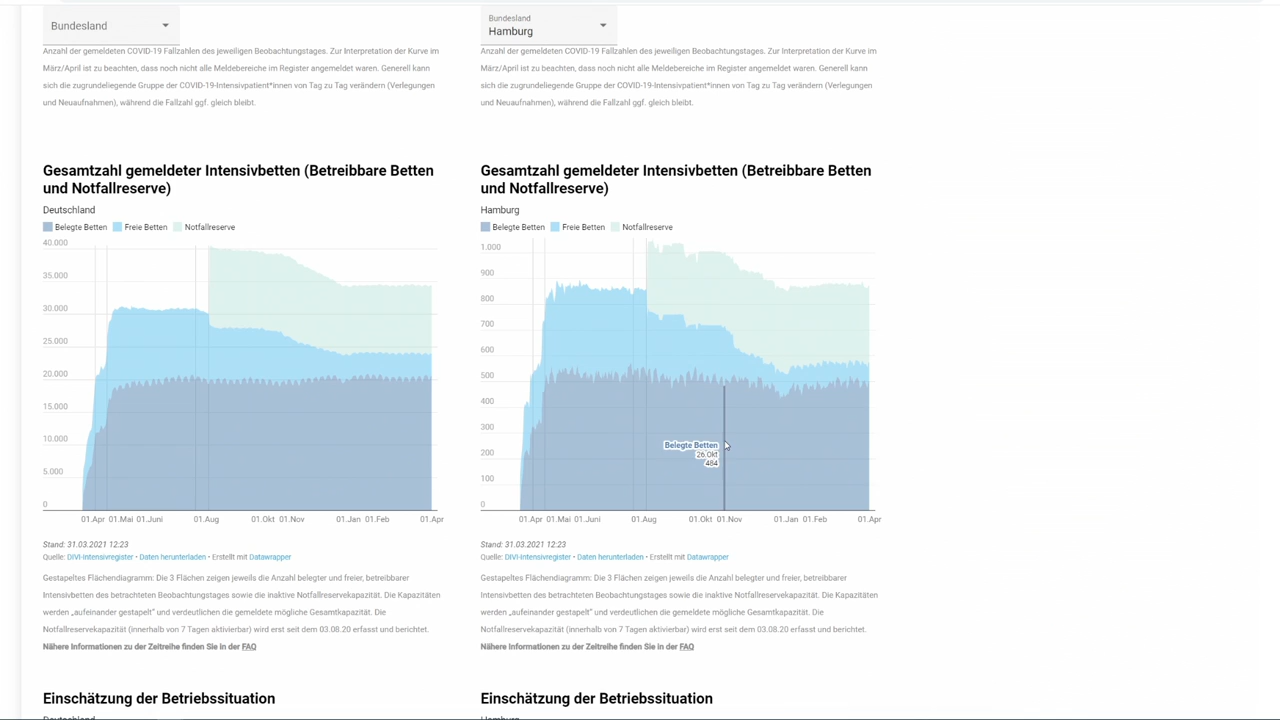 Bundesland
Anzahl der gemeldeten COVID-19 Fallzahlen des jeweiligen Beobachtungstages. Zur Interpretation der Kurve im
März/April ist zu beachten, dass noch nicht alle Meldebereiche im Register angemeldet waren. Generell kann
sich die zugrundeliegende Gruppe der COVID-19-Intensivpatient*innen von Tag zu Tag verändern (Verlegungen
und Neuaufnahmen), während die Fallzahl ggf. gleich bleibt.
Gesamtzahl gemeldeter Intensivbetten (Betreibbare Betten
und Notfallreserve)
Deutschland
Belegte Betten Freie Betten Notfallreserve
40.000
35.000
30.000
25.000
20.000
15.000
10.000
5.000
0
01.Apr 01.Mai 01.Juni 01.Aug 01.Okt 01.Nov 01.Jan 01.Feb 01.Apr
Stand: 31.03.2021 12:23
Quelle: DIVI-Intensivregister • Daten herunterladen • Erstellt mit Datawrapper
Gestapeltes Flächendiagramm: Die 3 Flächen zeigen jeweils die Anzahl belegter und freier, betreibbarer
Intensivbetten des betrachteten Beobachtungstages sowie die inaktive Notfallreservekapazität. Die Kapazitäten
werden „aufeinander gestapelt" und verdeutlichen die gemeldete mögliche Gesamtkapazität. Die
Notfallreservekapazität (innerhalb von 7 Tagen aktivierbar) wird erst seit dem 03.08.20 erfasst und berichtet.
Nähere Informationen zu der Zeitreihe finden Sie in der FAQ
Einschätzung der Betriebssituation
Deutschland
Bundesland
Hamburg
Anzahl der gemeldeten COVID-19 Fallzahlen des jeweiligen Beobachtungstages. Zur Interpretation der Kurve im
März/April ist zu beachten, dass noch nicht alle Meldebereiche im Register angemeldet waren. Generell kann
sich die zugrundeliegende Gruppe der COVID-19-Intensivpatient*innen von Tag zu Tag verändern (Verlegungen
und Neuaufnahmen), während die Fallzahl ggf. gleich bleibt.
Gesamtzahl gemeldeter Intensivbetten (Betreibbare Betten
und Notfallreserve)
Hamburg
Belegte Betten Freie Betten Notfallreserve
1.000
900
800
700
600
500
400
300
200
100
0
Belegte Betten
26.Okt
484
01.Apr 01.Mai 01.Juni 01.Aug 01.Okt 01.Nov 01.Jan 01.Feb 01.Apr
Stand: 31.03.2021 12:23
Quelle: DIVI-Intensivregister • Daten herunterladen • Erstellt mit Datawrapper
Gestapeltes Flächendiagramm: Die 3 Flächen zeigen jeweils die Anzahl belegter und freier, betreibbarer
Intensivbetten des betrachteten Beobachtungstages sowie die inaktive Notfallreservekapazität. Die Kapazitäten
werden „aufeinander gestapelt" und verdeutlichen die gemeldete mögliche Gesamtkapazität. Die
Notfallreservekapazität (innerhalb von 7 Tagen aktivierbar) wird erst seit dem 03.08.20 erfasst und berichtet.
Nähere Informationen zu der Zeitreihe finden Sie in der FAQ
Einschätzung der Betriebssituation
Hamburg